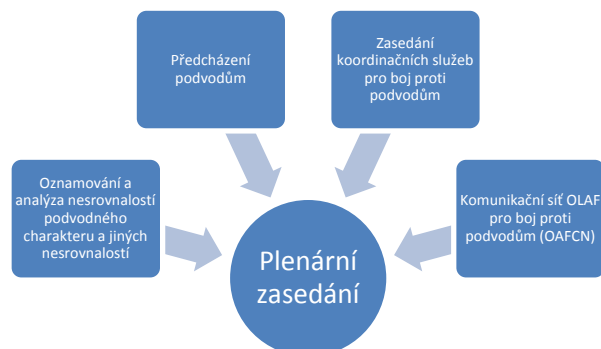 Předcházení
podvodům
Zasedání
koordinačních služeb
pro boj proti
podvodům
Oznamování a
analýza nesrovnalostí
podvodného
charakteru a jiných
nesrovnalostí
Komunikační síť OLAF
pro boj proti
podvodům (OAFCN)
Plenární
zasedání